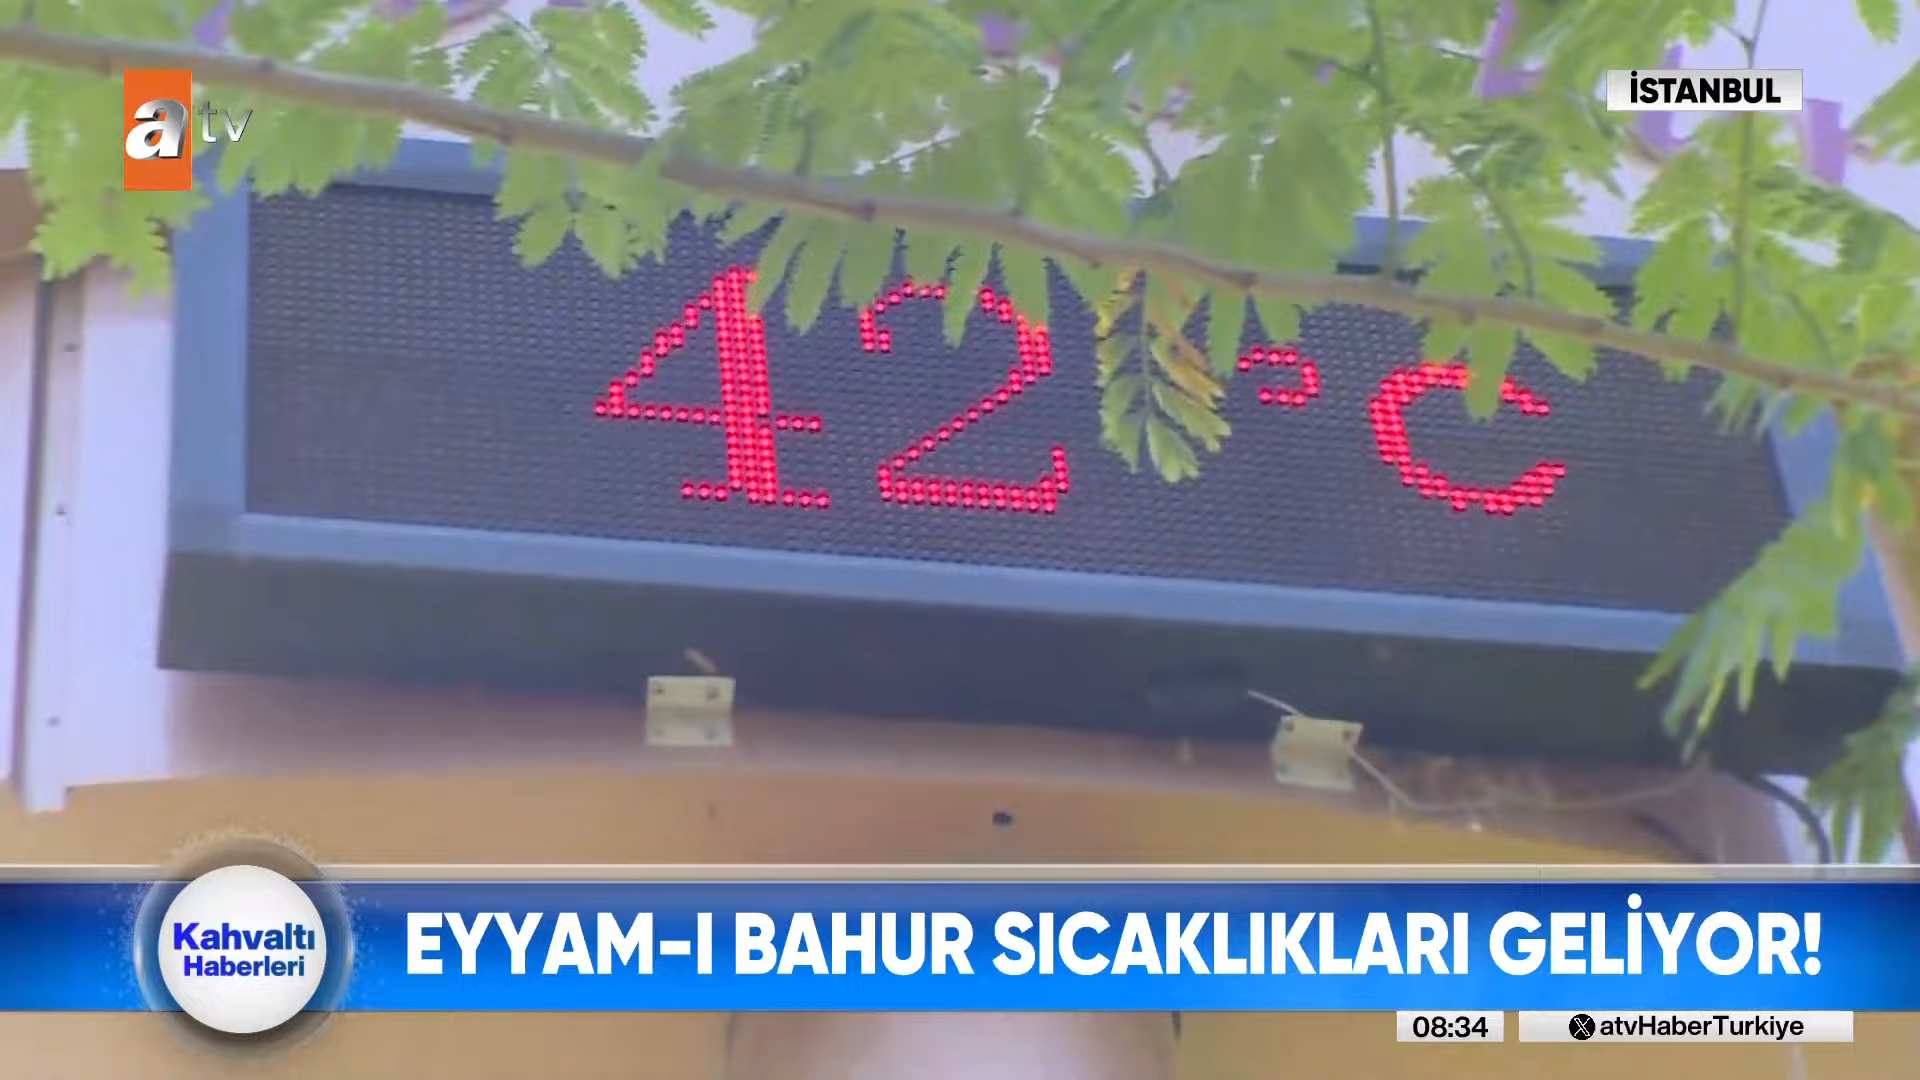 atv
İSTANBUL
42°C
Kahvaltı
Haberleri
EYYAM-I BAHUR SICAKLIKLARI GELİYOR!
08:34
X atvHaberTurkiye